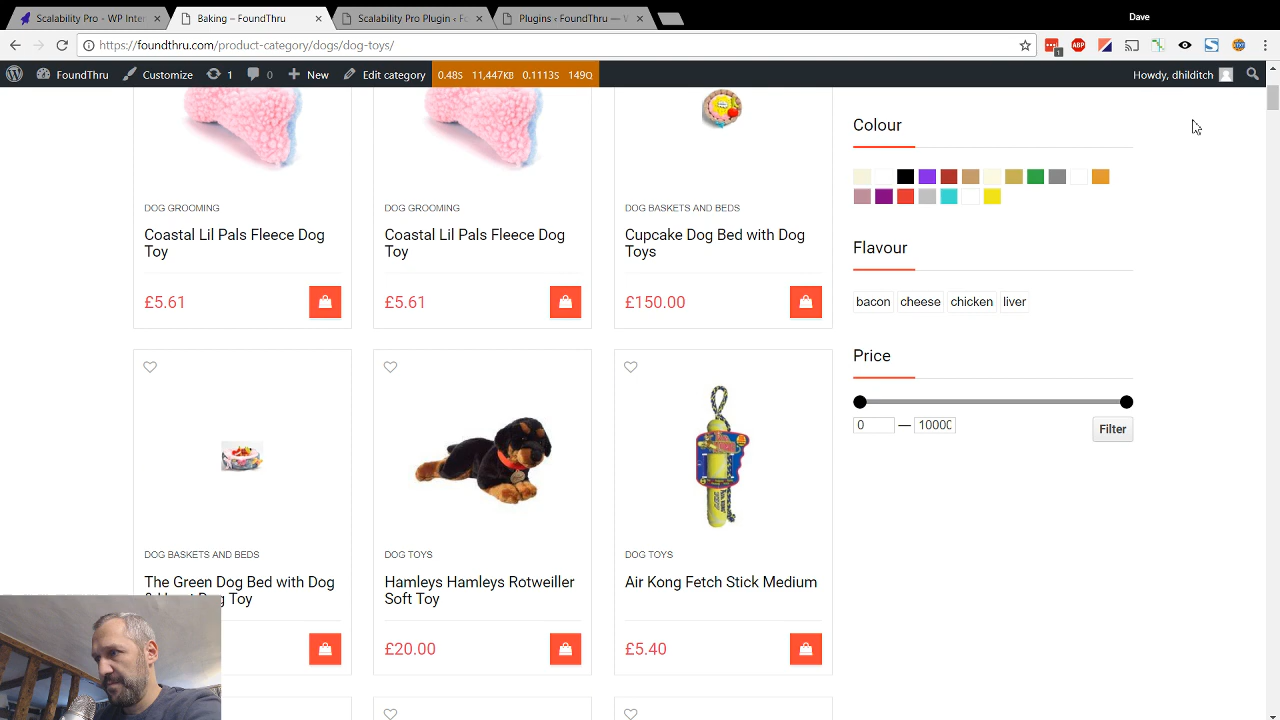 Scalability Pro - WP Inter
Baking – FoundThru
Scalability Pro Plugin ‹ Fo
Plugins ‹ FoundThru — W
Dave
https://foundthru.com/product-category/dogs/dog-toys/
1
ABP
FoundThru
Customize
1
0
New
Edit category
0.48S
11,447KB
0.1113S
149Q
Howdy, dhilditch
DOG GROOMING
Coastal Lil Pals Fleece Dog
Toy
£5.61
DOG GROOMING
Coastal Lil Pals Fleece Dog
Toy
£5.61
DOG BASKETS AND BEDS
Cupcake Dog Bed with Dog
Toys
£150.00
Colour
Flavour
bacon
cheese
chicken
liver
Price
0
—
10000
Filter
DOG BASKETS AND BEDS
The Green Dog Bed with Dog
Dog Toy
DOG TOYS
Hamleys Hamleys Rotweiller
Soft Toy
£20.00
DOG TOYS
Air Kong Fetch Stick Medium
£5.40